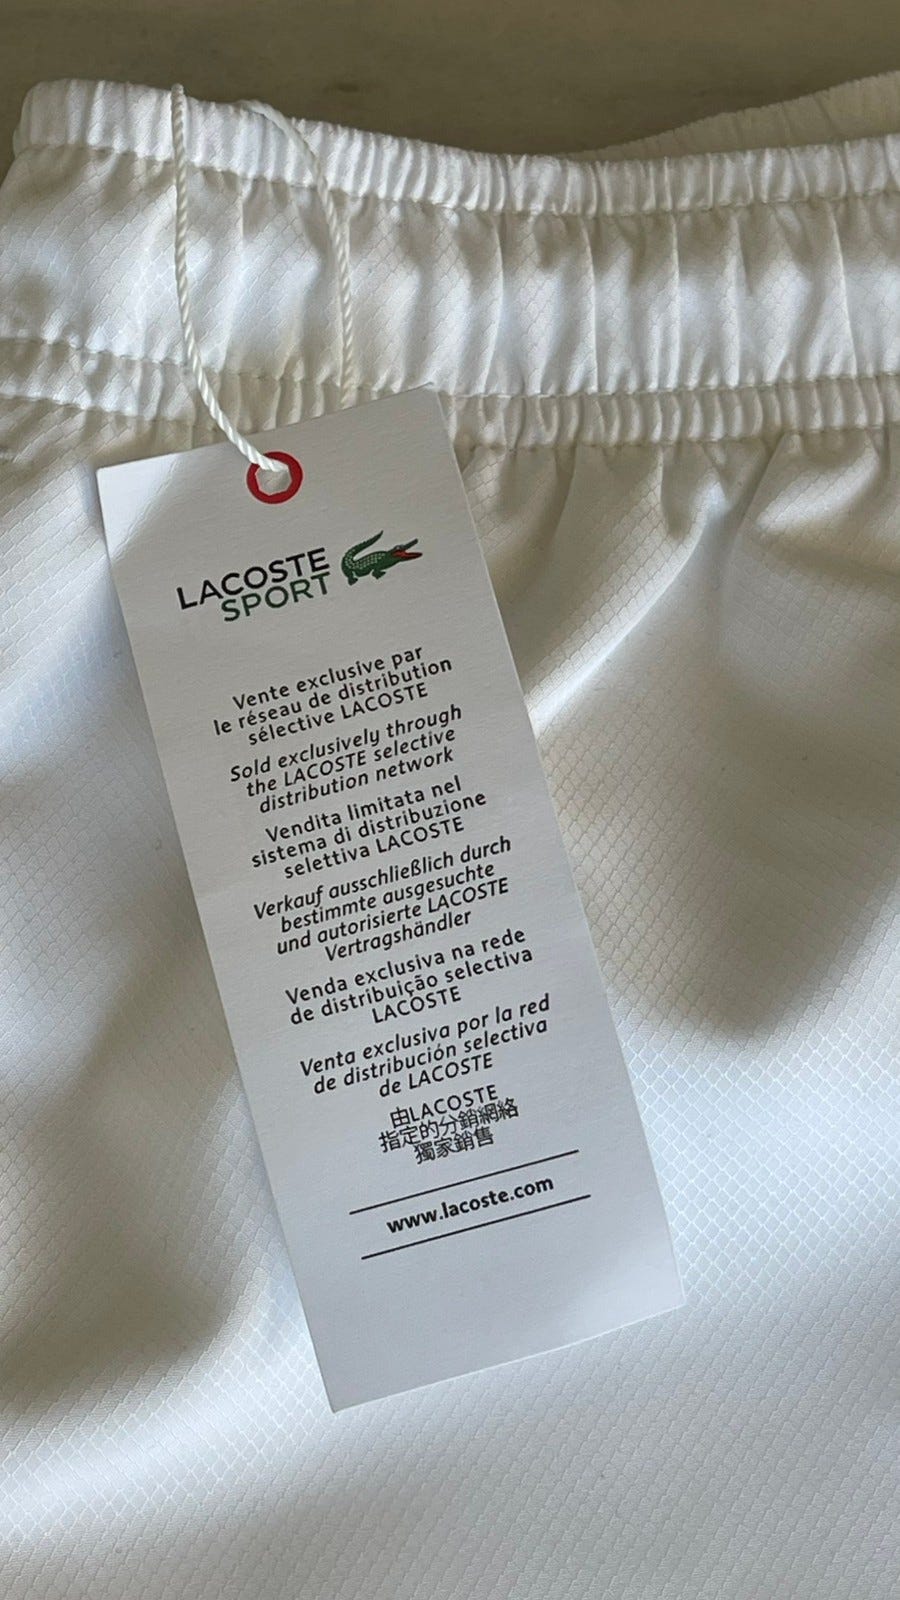 LACOSTE
SPORT
Vente exclusive par
le réseau de distribution
sélective LACOSTE
Sold exclusively through
the LACOSTE selective
distribution network
Vendita limitata nel
sistema di distribuzione
selettiva LACOSTE
Verkauf ausschließlich durch
bestimmte ausgesuchte
und autorisierte LACOSTE
Vertragshändler
Venda exclusiva na rede
de distribuição selectiva
LACOSTE
Venta exclusiva por la red
de distribución selectiva
de LACOSTE
由LACOSTE
指定的分銷網絡
獨家銷售
www.lacoste.com